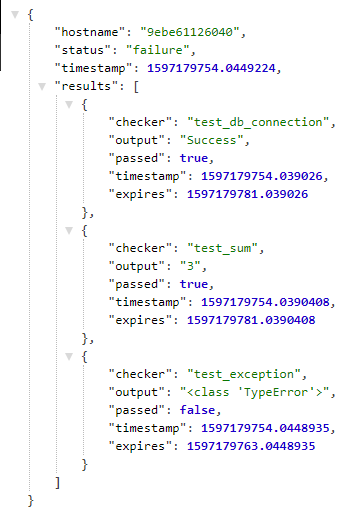 {
"hostname": "9ebe61126040",
"status": "failure",
"timestamp": 1597179754.0449224,
"results": [
{
"checker": "test_db_connection",
"output": "Success",
"passed": true,
"timestamp": 1597179754.039026,
"expires": 1597179781.039026
},
{
"checker": "test_sum",
"output": "3",
"passed": true,
"timestamp": 1597179754.0390408,
"expires": 1597179781.0390408
},
{
"checker": "test_exception",
"output": "<class 'TypeError'>",
"passed": false,
"timestamp": 1597179754.0448935,
"expires": 1597179763.0448935
}
]
}